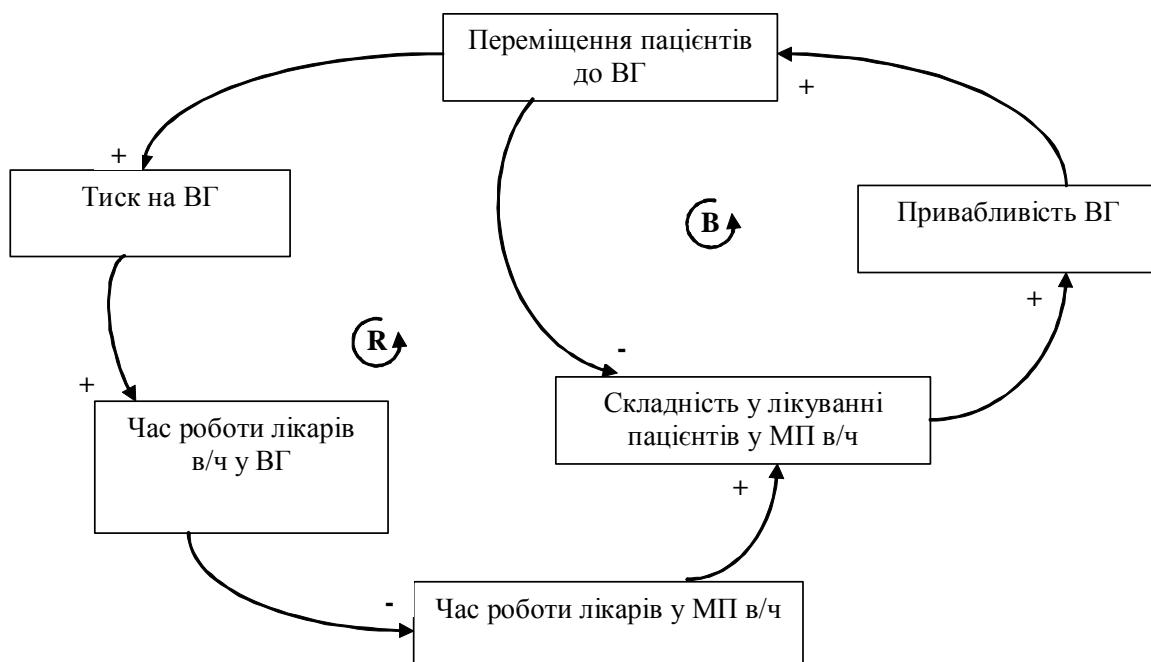 Переміщення пацієнтів
до ВГ
+
+
Тиск на ВГ
Привабливість ВГ
B
+
R
-
+
Складність у лікуванні
пацієнтів у МП в/ч
Час роботи лікарів
в/ч у ВГ
+
-
Час роботи лікарів у МП в/ч